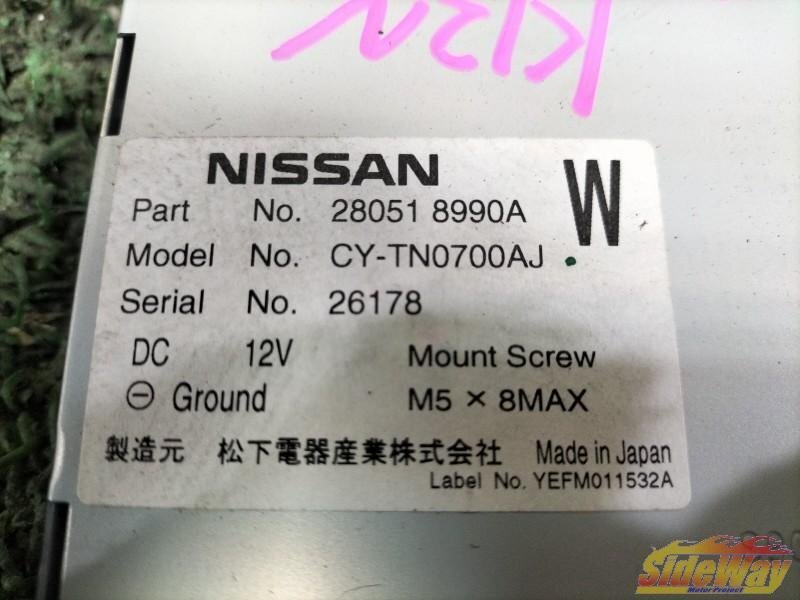 NISSAN
W
Part No. 28051 8990A
Model No. CY-TN0700AJ
Serial No. 26178
DC 12V Mount Screw
⊖ Ground M5 × 8MAX
製造元 松下電器産業株式会社 Made in Japan
Label No. YEFM011532A
SideWay
Motor Project